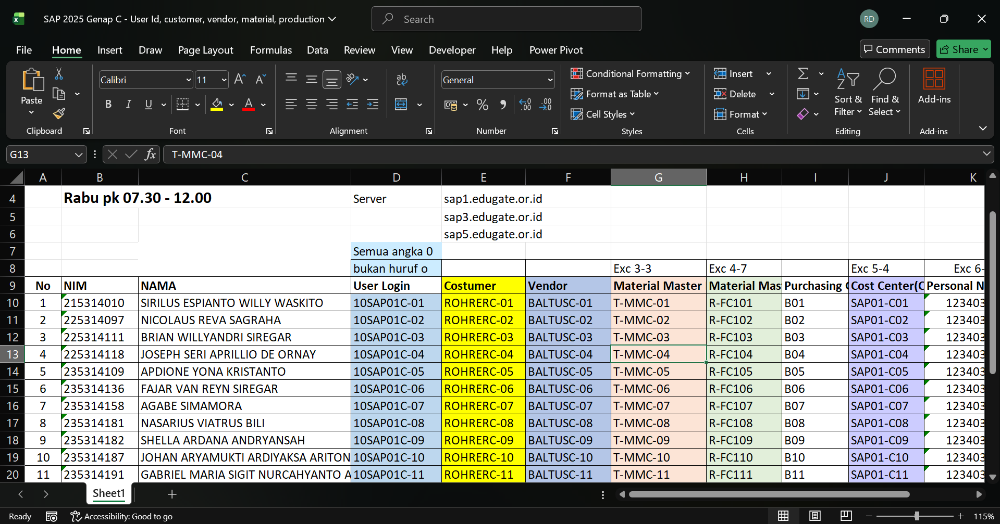 SAP 2025 Genap C - User Id, customer, vendor, material, production
Search
RD
File Home Insert Draw Page Layout Formulas Data Review View Developer Help Power Pivot
Comments Share
Paste
Clipboard
Calibri 11
B I U
Font
Alignment
General
Number
Conditional Formatting
Format as Table
Cell Styles
Styles
Insert
Delete
Format
Cells
Sort & Filter
Find & Select
Editing
Add-ins
Add-ins
G13 fx T-MMC-04
A B C D E F G H I J K
4 Rabu pk 07.30 - 12.00 Server sap1.edugate.or.id
5 sap3.edugate.or.id
6 sap5.edugate.or.id
7 Semua angka 0
8 bukan huruf o Exc 3-3 Exc 4-7 Exc 5-4 Exc 6-
9 No NIM NAMA User Login Costumer Vendor Material Master Material Mas Purchasing Cost Center(C Personal N
10 1 215314010 SIRILUS ESPIANTO WILLY WASKITO 10SAP01C-01 ROHRERC-01 BALTUSC-01 T-MMC-01 R-FC101 B01 SAP01-C01 123403
11 2 225314097 NICOLAUS REVA SAGRAHA 10SAP01C-02 ROHRERC-02 BALTUSC-02 T-MMC-02 R-FC102 B02 SAP01-C02 123403
12 3 225314111 BRIAN WILLYANDRI SIREGAR 10SAP01C-03 ROHRERC-03 BALTUSC-03 T-MMC-03 R-FC103 B03 SAP01-C03 123403
13 4 225314118 JOSEPH SERI APRILLIO DE ORNAY 10SAP01C-04 ROHRERC-04 BALTUSC-04 T-MMC-04 R-FC104 B04 SAP01-C04 123403
14 5 235314109 APDIONE YONA KRISTANTO 10SAP01C-05 ROHRERC-05 BALTUSC-05 T-MMC-05 R-FC105 B05 SAP01-C05 123403
15 6 235314136 FAJAR VAN REYN SIREGAR 10SAP01C-06 ROHRERC-06 BALTUSC-06 T-MMC-06 R-FC106 B06 SAP01-C06 123403
16 7 235314158 AGABE SIMAMORA 10SAP01C-07 ROHRERC-07 BALTUSC-07 T-MMC-07 R-FC107 B07 SAP01-C07 123403
17 8 235314181 NASARIUS VIATRUS BILI 10SAP01C-08 ROHRERC-08 BALTUSC-08 T-MMC-08 R-FC108 B08 SAP01-C08 123403
18 9 235314182 SHELLA ARDANA ANDRYANSAH 10SAP01C-09 ROHRERC-09 BALTUSC-09 T-MMC-09 R-FC109 B09 SAP01-C09 123403
19 10 235314187 JOHAN ARYAMUKTI ARDIYAKSA ARITON 10SAP01C-10 ROHRERC-10 BALTUSC-10 T-MMC-10 R-FC110 B10 SAP01-C10 123403
20 11 235314191 GABRIEL MARIA SIGIT NURCAHYANTO A 10SAP01C-11 ROHRERC-11 BALTUSC-11 T-MMC-11 R-FC111 B11 SAP01-C11 123403
Sheet1
Ready Accessibility: Good to go 115%